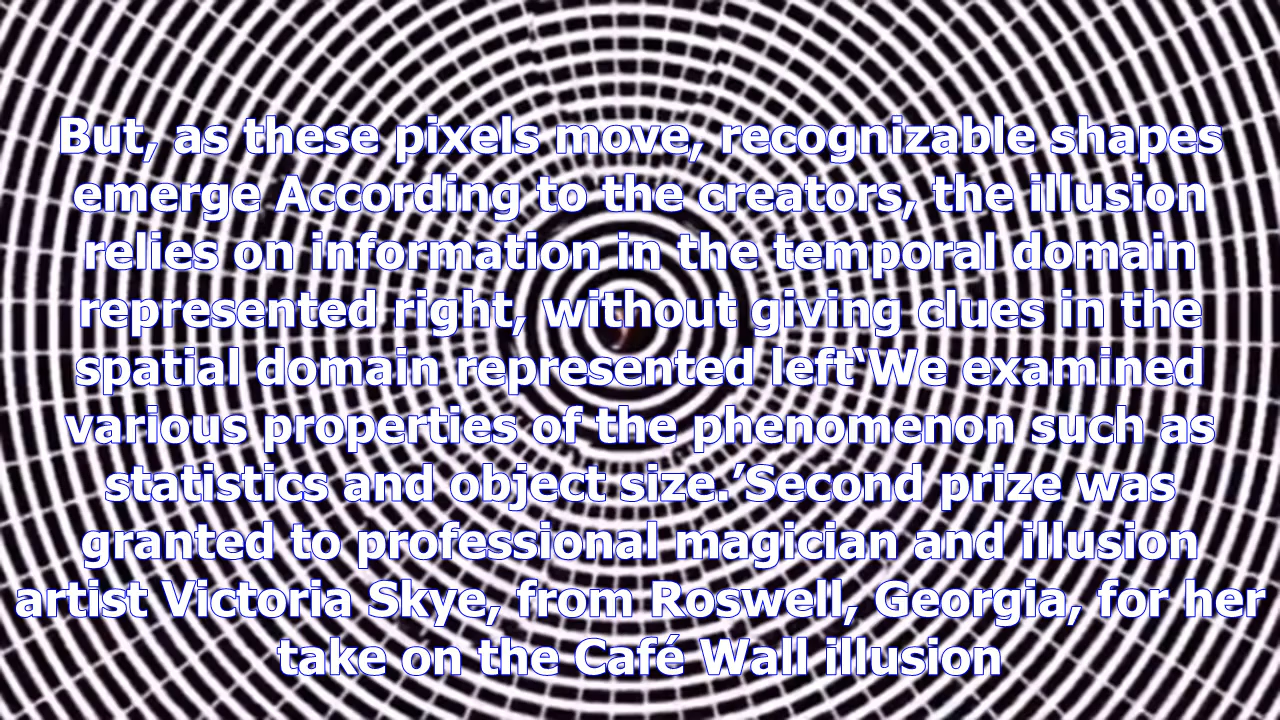 But, as these pixels move, recognizable shapes
emerge According to the creators, the illusion
relies on information in the temporal domain
represented right, without giving clues in the
spatial domain represented left‘We examined
various properties of the phenomenon such as
statistics and object size.’Second prize was
granted to professional magician and illusion
artist Victoria Skye, from Roswell, Georgia, for her
take on the Café Wall illusion